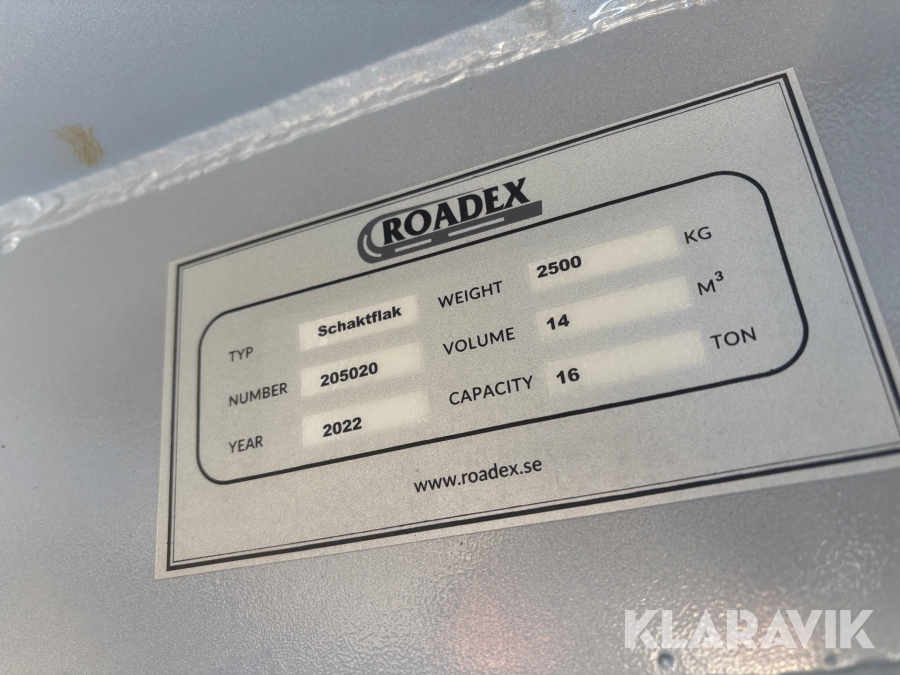 ROADEX
TYP Schaktflak WEIGHT 2500 KG
NUMBER 205020 VOLUME 14 M³
YEAR 2022 CAPACITY 16 TON
www.roadex.se
KLARAVIK